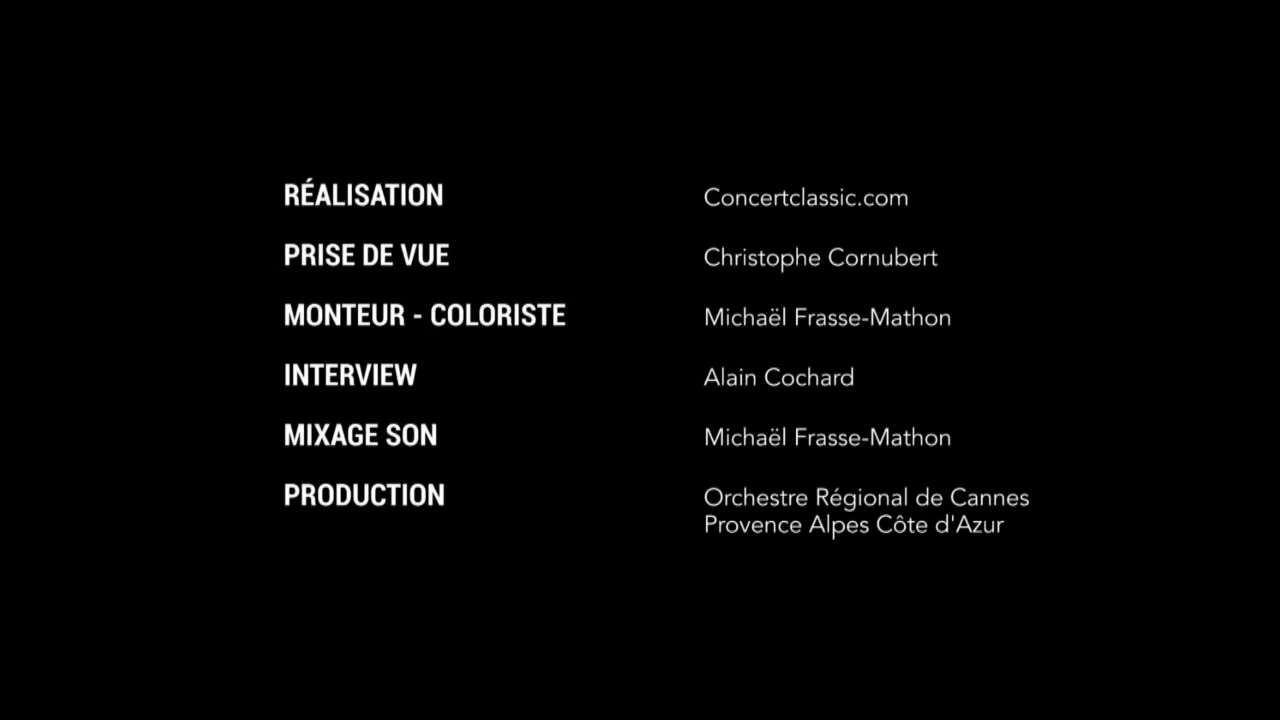 RÉALISATION Concertclassic.com
PRISE DE VUE Christophe Cornubert
MONTEUR - COLORISTE Michaël Frasse-Mathon
INTERVIEW Alain Cochard
MIXAGE SON Michaël Frasse-Mathon
PRODUCTION Orchestre Régional de Cannes
Provence Alpes Côte d'Azur